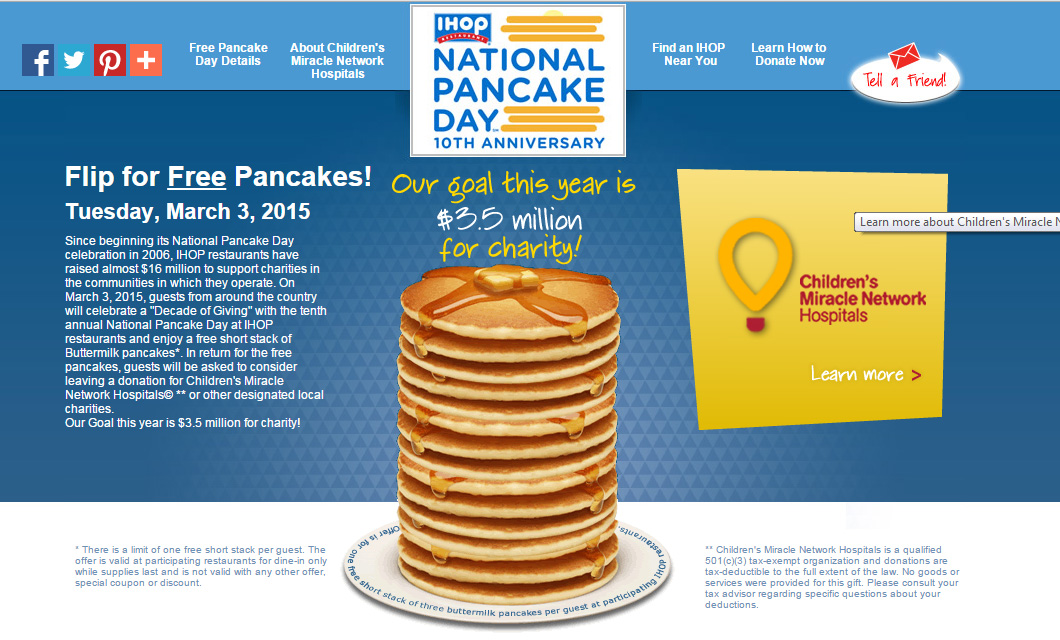 Free Pancake
Day Details
About Children's
Miracle Network
Hospitals
IHOP
RESTAURANT
NATIONAL
PANCAKE
DAY
10TH ANNIVERSARY
Find an IHOP
Near You
Learn How to
Donate Now
Tell a Friend!
Flip for Free Pancakes!
Tuesday, March 3, 2015
Since beginning its National Pancake Day
celebration in 2006, IHOP restaurants have
raised almost $16 million to support charities in
the communities in which they operate. On
March 3, 2015, guests from around the country
will celebrate a "Decade of Giving" with the tenth
annual National Pancake Day at IHOP
restaurants and enjoy a free short stack of
Buttermilk pancakes*. In return for the free
pancakes, guests will be asked to consider
leaving a donation for Children's Miracle
Network Hospitals© ** or other designated local
charities.
Our Goal this year is $3.5 million for charity!
Our goal this year is
$3.5 million
for charity!
Learn more about Children's Miracle N
Children's
Miracle Network
Hospitals
Learn more >
* There is a limit of one free short stack per guest. The
offer is valid at participating restaurants for dine-in only
while supplies last and is not valid with any other offer,
special coupon or discount.
Offer is for one free short stack of three buttermilk pancakes per guest at participating IHOP restaurants.
** Children's Miracle Network Hospitals is a qualified
501(c)(3) tax-exempt organization and donations are
tax-deductible to the full extent of the law. No goods or
services were provided for this gift. Please consult your
tax advisor regarding specific questions about your
deductions.